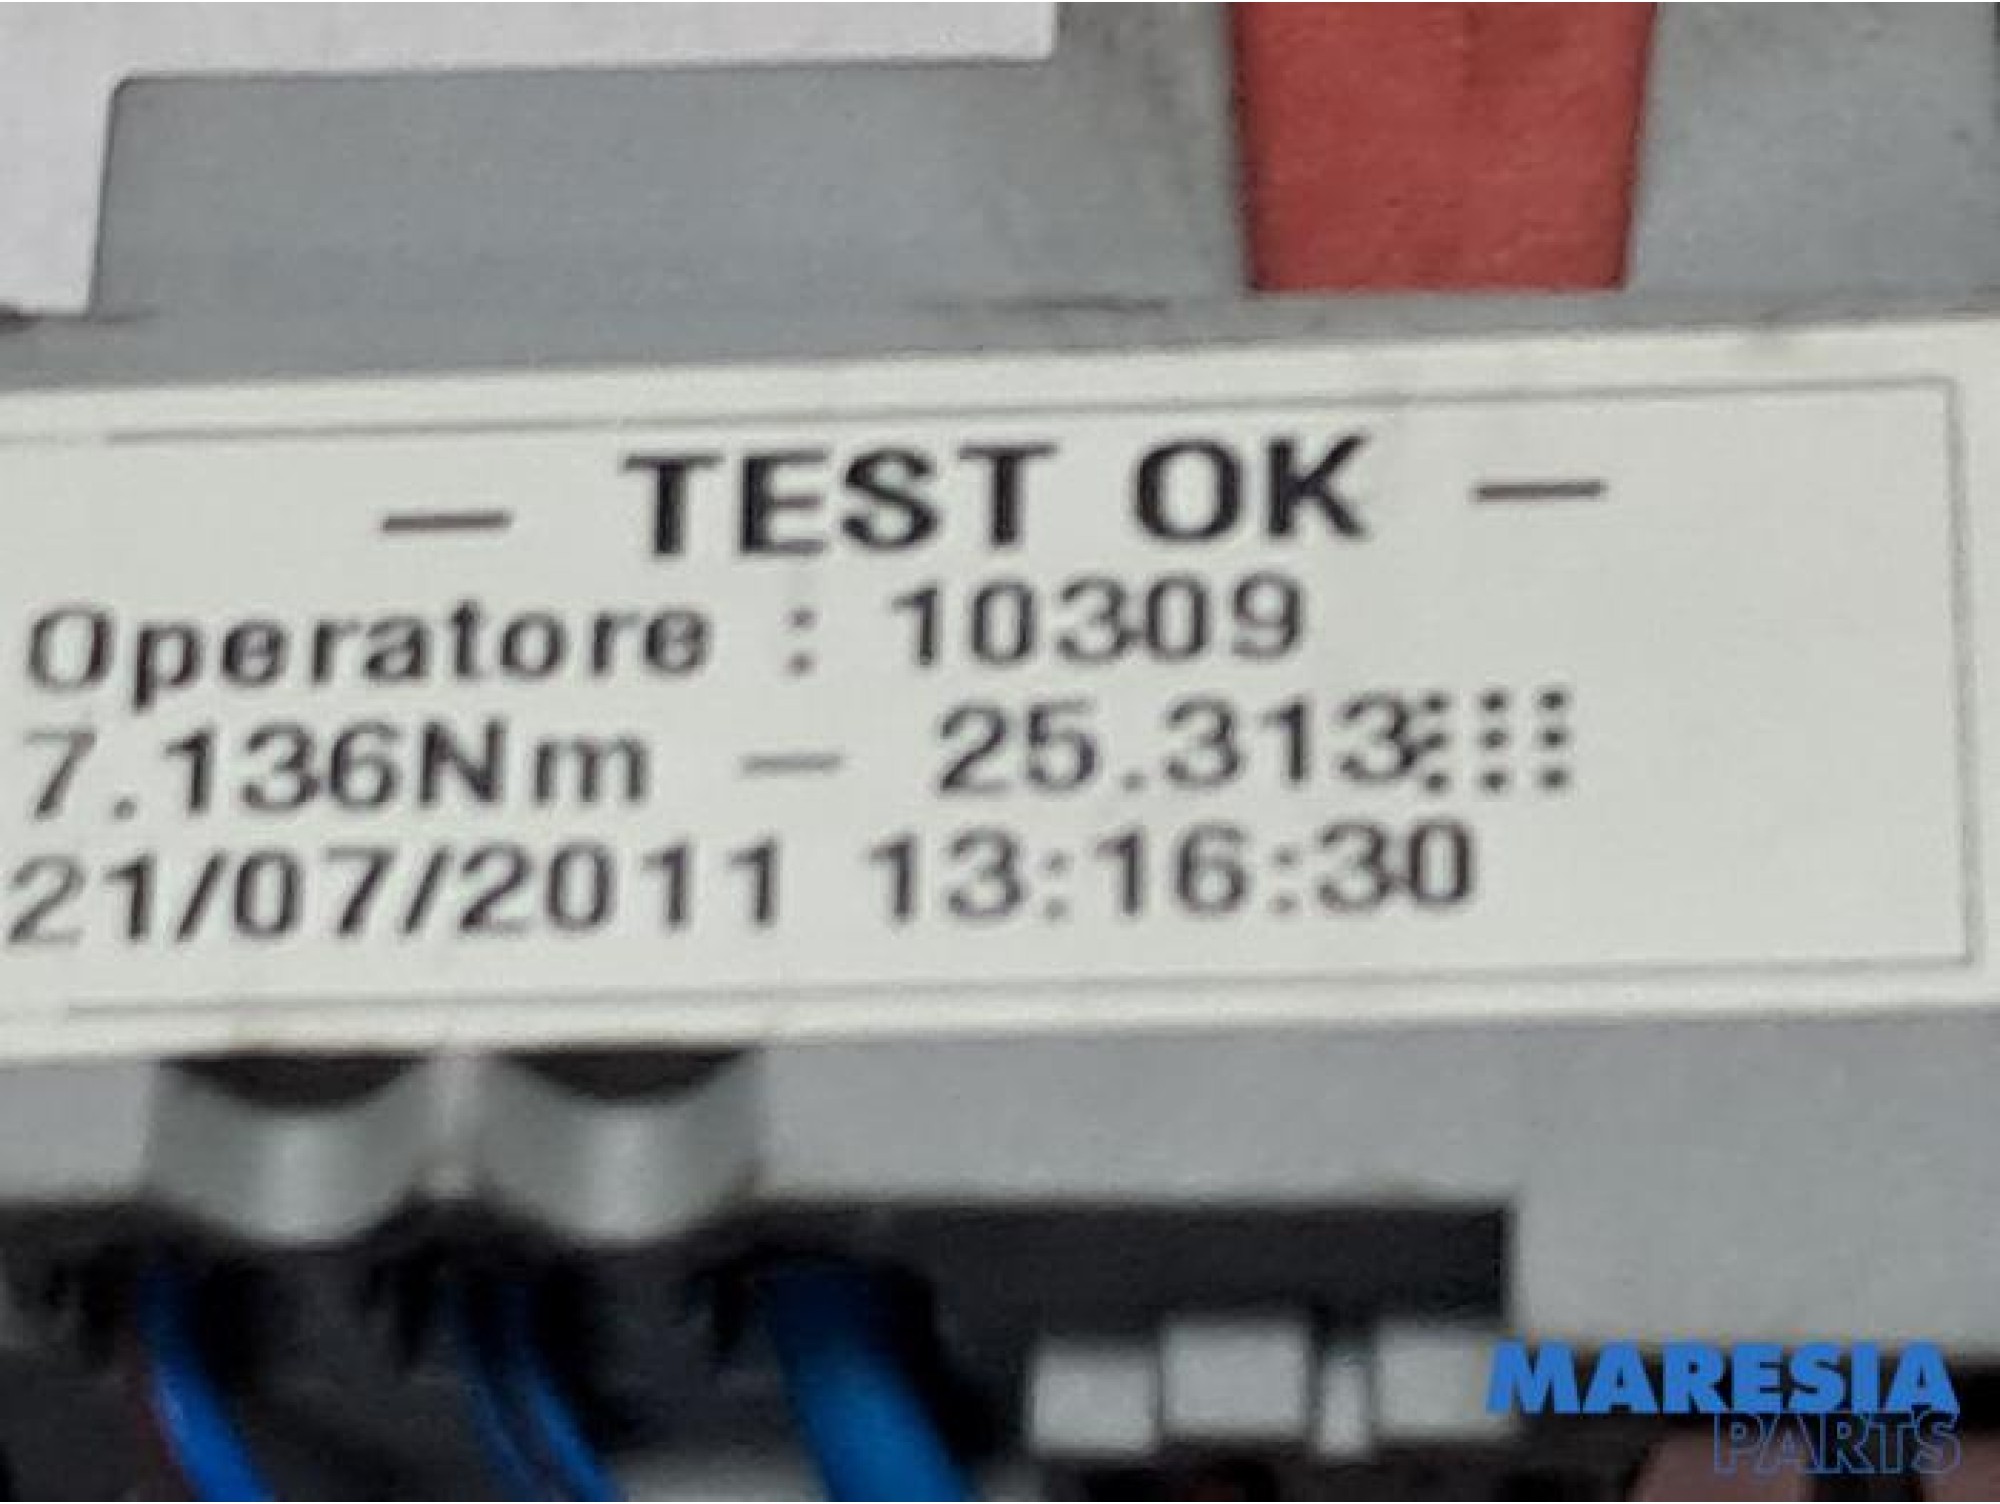 — TEST OK —
Operatore : 10309
7.136Nm — 25.313
21/07/2011 13:16:30
MARESIA
PARTS